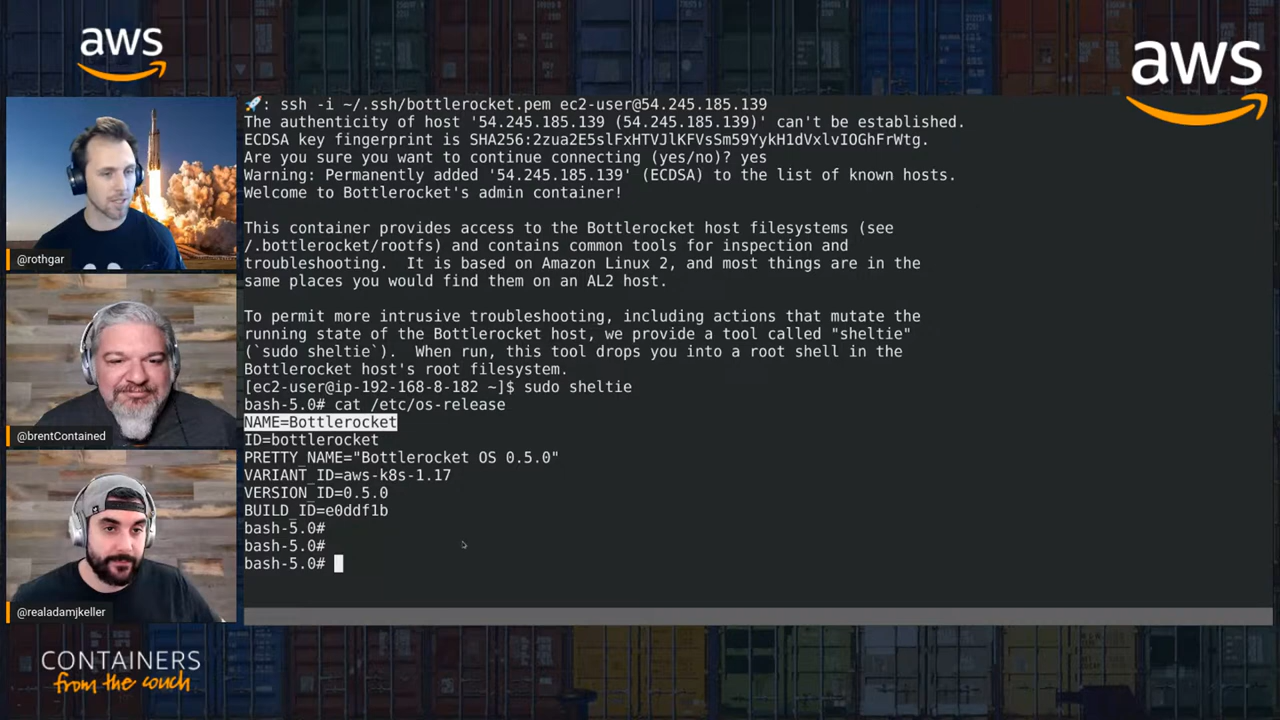 aws
aws
🚀: ssh -i ~/.ssh/bottlerocket.pem ec2-user@54.245.185.139
The authenticity of host '54.245.185.139 (54.245.185.139)' can't be established.
ECDSA key fingerprint is SHA256:2zua2E5slFxHTVJlKFVsSm59YykH1dVxlvIOGhFrWtg.
Are you sure you want to continue connecting (yes/no)? yes
Warning: Permanently added '54.245.185.139' (ECDSA) to the list of known hosts.
Welcome to Bottlerocket's admin container!
This container provides access to the Bottlerocket host filesystems (see
/.bottlerocket/rootfs) and contains common tools for inspection and
troubleshooting.  It is based on Amazon Linux 2, and most things are in the
same places you would find them on an AL2 host.
To permit more intrusive troubleshooting, including actions that mutate the
running state of the Bottlerocket host, we provide a tool called "sheltie"
(`sudo sheltie`).  When run, this tool drops you into a root shell in the
Bottlerocket host's root filesystem.
[ec2-user@ip-192-168-8-182 ~]$ sudo sheltie
bash-5.0# cat /etc/os-release
NAME=Bottlerocket
ID=bottlerocket
PRETTY_NAME="Bottlerocket OS 0.5.0"
VARIANT_ID=aws-k8s-1.17
VERSION_ID=0.5.0
BUILD_ID=e0ddf1b
bash-5.0#
bash-5.0#
bash-5.0#
@rothgar
@brentContained
@realadamjkeller
CONTAINERS
from the couch